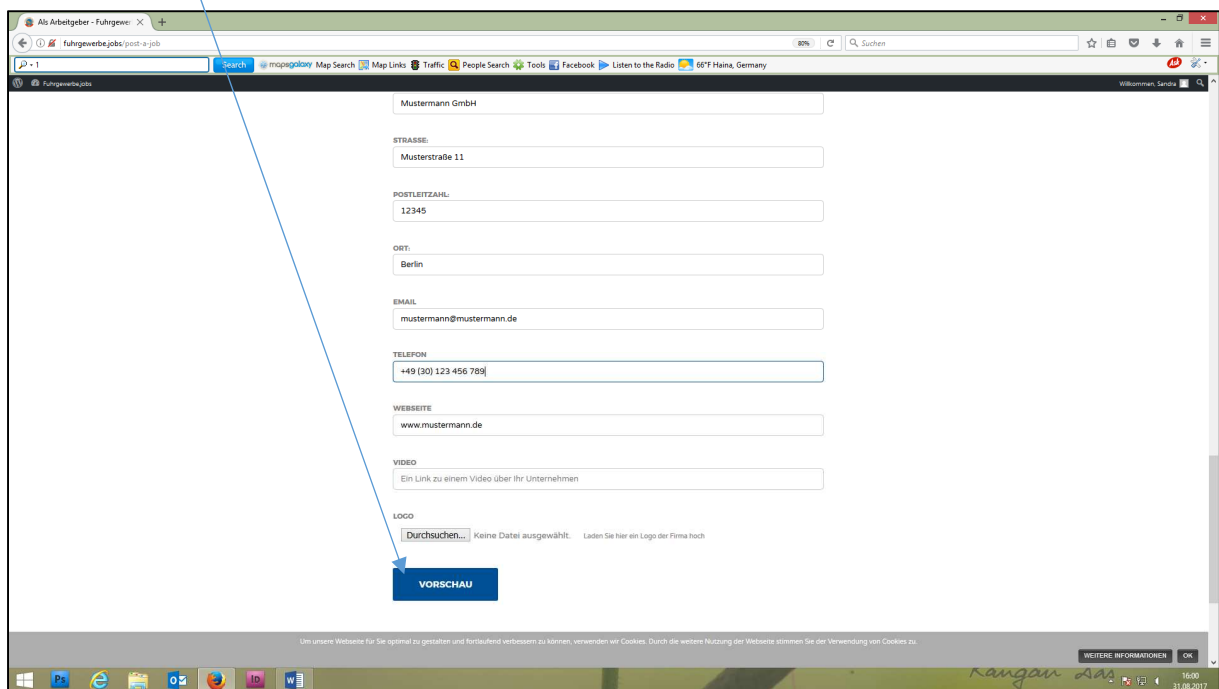 Als Arbeitgeber - Fuhrgewer
fuhrgewerbe.jobs/post-a-job
80%
Suchen
1
Search
mapsgalaxy Map Search Map Links Traffic People Search Tools Facebook Listen to the Radio 66°F Haina, Germany
Ask
Fuhrgewerbe.jobs
Willkommen, Sandra
Mustermann GmbH
STRASSE:
Musterstraße 11
POSTLEITZAHL:
12345
ORT:
Berlin
EMAIL
mustermann@mustermann.de
TELEFON
+49 (30) 123 456 789
WEBSEITE
www.mustermann.de
VIDEO
Ein Link zu einem Video über Ihr Unternehmen
LOGO
Durchsuchen... Keine Datei ausgewählt. Laden Sie hier ein Logo der Firma hoch
VORSCHAU
Um unsere Webseite für Sie optimal zu gestalten und fortlaufend verbessern zu können, verwenden wir Cookies. Durch die weitere Nutzung der Webseite stimmen Sie der Verwendung von Cookies zu.
WEITERE INFORMATIONEN OK
Kangan
16:00
31.08.2017